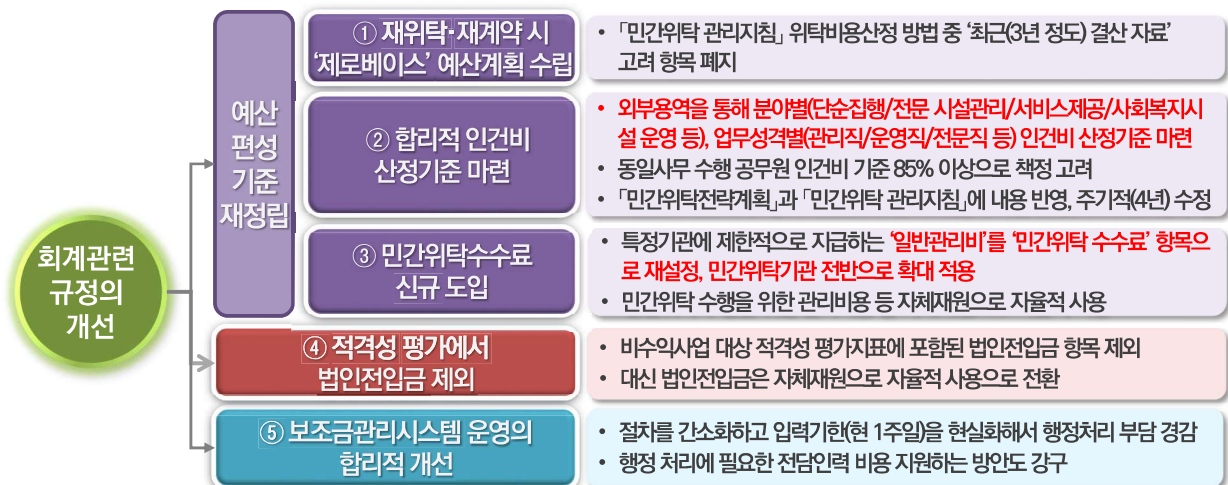 회계관련
규정의
개선
예산
편성
기준
재정립
① 재위탁·재계약 시
‘제로베이스’ 예산계획 수립
• 「민간위탁 관리지침」 위탁비용산정 방법 중 ‘최근(3년 정도) 결산 자료’
고려 항목 폐지
② 합리적 인건비
산정기준 마련
• 외부용역을 통해 분야별(단순집행/전문 시설관리/서비스제공/사회복지시
설 운영 등), 업무성격별(관리직/운영직/전문직 등) 인건비 산정기준 마련
• 동일사무 수행 공무원 인건비 기준 85% 이상으로 책정 고려
• 「민간위탁전략계획」과 「민간위탁 관리지침」에 내용 반영, 주기적(4년) 수정
③ 민간위탁수수료
신규 도입
• 특정기관에 제한적으로 지급하는 ‘일반관리비’를 ‘민간위탁 수수료’ 항목으
로 재설정, 민간위탁기관 전반으로 확대 적용
• 민간위탁 수행을 위한 관리비용 등 자체재원으로 자율적 사용
④ 적격성 평가에서
법인전입금 제외
• 비수익사업 대상 적격성 평가지표에 포함된 법인전입금 항목 제외
• 대신 법인전입금은 자체재원으로 자율적 사용으로 전환
⑤ 보조금관리시스템 운영의
합리적 개선
• 절차를 간소화하고 입력기한(현 1주일)을 현실화해서 행정처리 부담 경감
• 행정 처리에 필요한 전담인력 비용 지원하는 방안도 강구